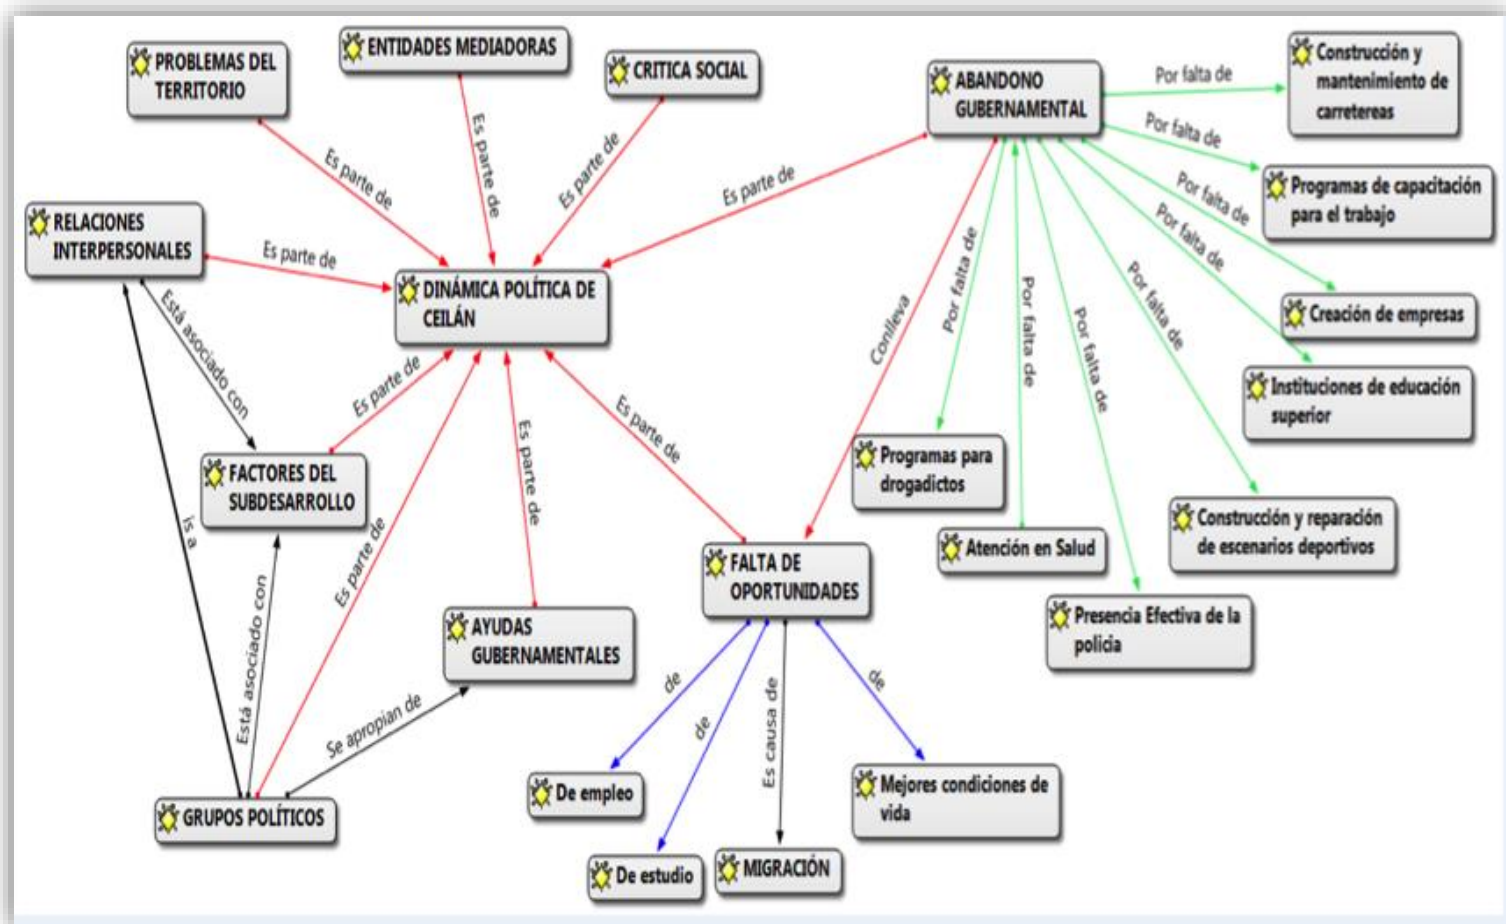 PROBLEMAS DEL
TERRITORIO
ENTIDADES MEDIADORAS
CRITICA SOCIAL
ABANDONO
GUBERNAMENTAL
Por falta de
Construcción y
mantenimiento de
carretereas
Es parte de
Es parte de
Es parte de
Es parte de
Por falta de
Programas de capacitación
para el trabajo
RELACIONES
INTERPERSONALES
Es parte de
DINÁMICA POLÍTICA DE
CEILÁN
Por falta de
Por falta de
Creación de empresas
Instituciones de educación
superior
Está asociado con
Es parte de
Es parte de
Conlleva
Por falta de
Por falta de
Por falta de
Por falta de
FACTORES DEL
SUBDESARROLLO
Es parte de
Programas para
drogadictos
Construcción y reparación
de escenarios deportivos
is a
Es parte de
Atención en Salud
FALTA DE
OPORTUNIDADES
Presencia Efectiva de la
policia
Está asociado con
AYUDAS
GUBERNAMENTALES
Se apropian de
de
de
Es causa de
de
GRUPOS POLÍTICOS
De empleo
Mejores condiciones de
vida
De estudio
MIGRACIÓN